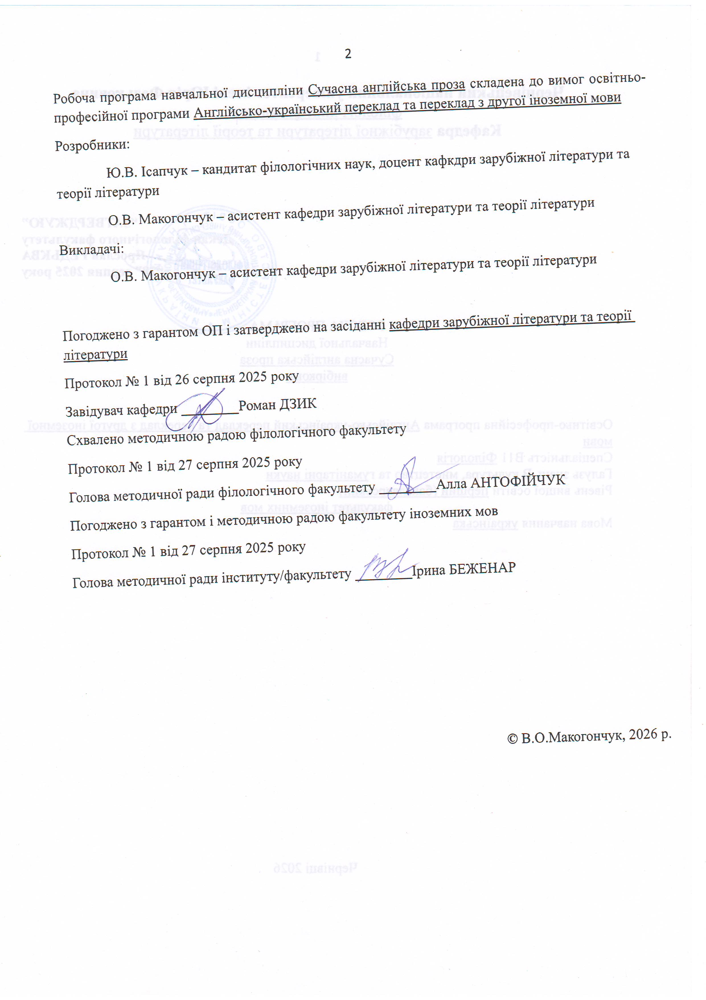 2
Робоча програма навчальної дисципліни Сучасна англійська проза складена до вимог освітньо-
професійної програми Англійсько-український переклад та переклад з другої іноземної мови
Розробники:
Ю.В. Ісапчук – кандитат філологічних наук, доцент кафкдри зарубіжної літератури та
теорії літератури
О.В. Макогончук – асистент кафедри зарубіжної літератури та теорії літератури
Викладачі:
О.В. Макогончук – асистент кафедри зарубіжної літератури та теорії літератури
Погоджено з гарантом ОП і затверджено на засіданні кафедри зарубіжної літератури та теорії
літератури
Протокол № 1 від 26 серпня 2025 року
Завідувач кафедри ________Роман ДЗИК
Схвалено методичною радою філологічного факультету
Протокол № 1 від 27 серпня 2025 року
Голова методичної ради філологічного факультету ________Алла АНТОФІЙЧУК
Погоджено з гарантом і методичною радою факультету іноземних мов
Протокол № 1 від 27 серпня 2025 року
Голова методичної ради інституту/факультету ________Ірина БЕЖЕНАР
© В.О.Макогончук, 2026 р.